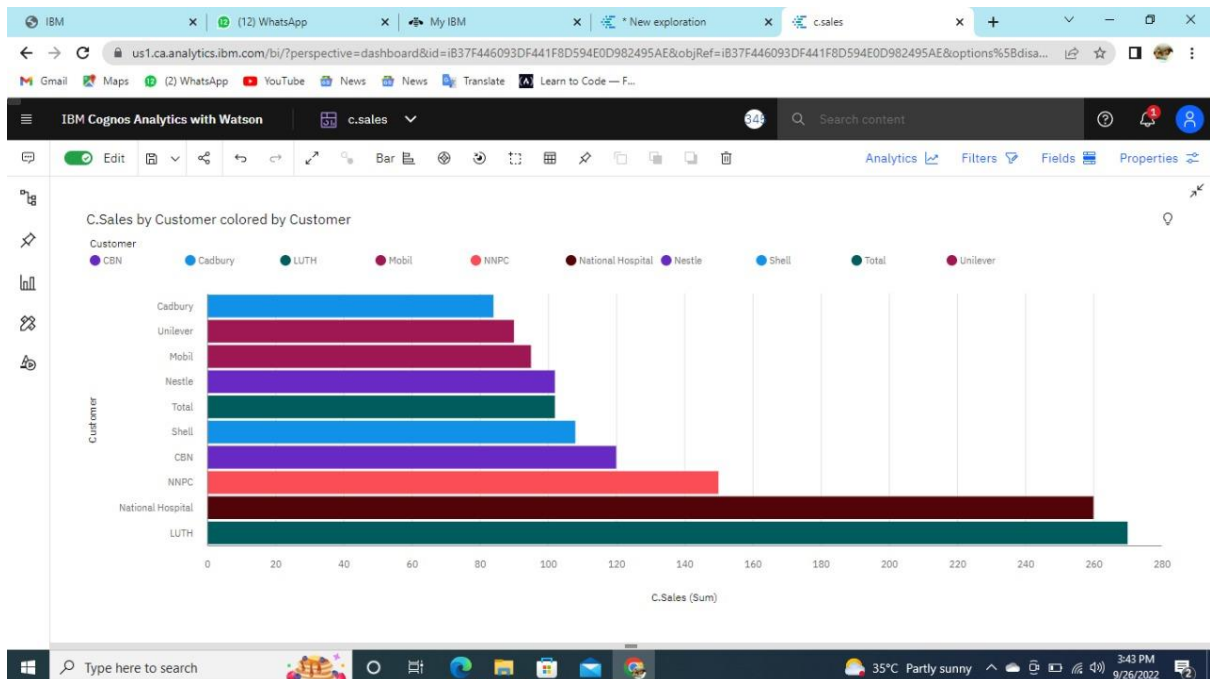 IBM
(12) WhatsApp
My IBM
* New exploration
c.sales
us1.ca.analytics.ibm.com/bi/?perspective=dashboard&id=iB37F446093DF441F8D594E0D982495AE&objRef=iB37F446093DF441F8D594E0D982495AE&options%5Bdisa...
Gmail Maps (2) WhatsApp YouTube News News Translate Learn to Code — F...
IBM Cognos Analytics with Watson c.sales Search content 1
Edit Bar Analytics Filters Fields Properties
C.Sales by Customer colored by Customer
Customer
CBN Cadbury LUTH Mobil NNPC National Hospital Nestle Shell Total Unilever
Customer
Cadbury
Unilever
Mobil
Nestle
Total
Shell
CBN
NNPC
National Hospital
LUTH
0 20 40 60 80 100 120 140 160 180 200 220 240 260 280
C.Sales (Sum)
Type here to search 35°C Partly sunny 3:43 PM
9/26/2022 2